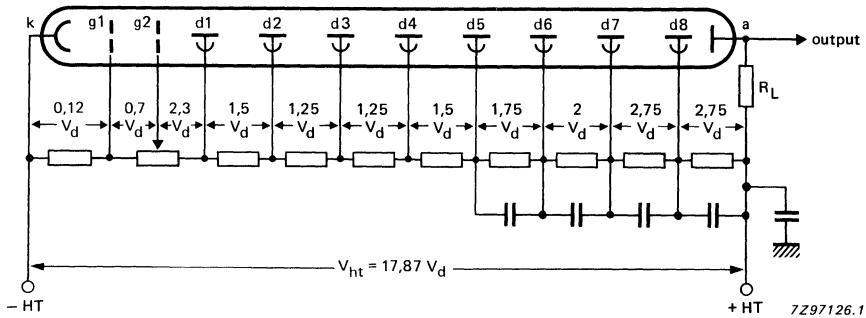 k g1 g2 d1 d2 d3 d4 d5 d6 d7 d8 a output
R_L
0,12 0,7 2,3 1,5 1,25 1,25 1,5 1,75 2 2,75 2,75
V_d V_d V_d V_d V_d V_d V_d V_d V_d V_d V_d
V_ht = 17,87 V_d
– HT + HT 7Z97126.1